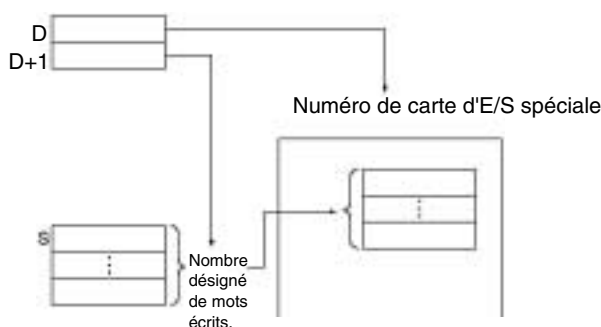 D
D+1
Numéro de carte d'E/S spéciale
S
Nombre
désigné
de mots
écrits.